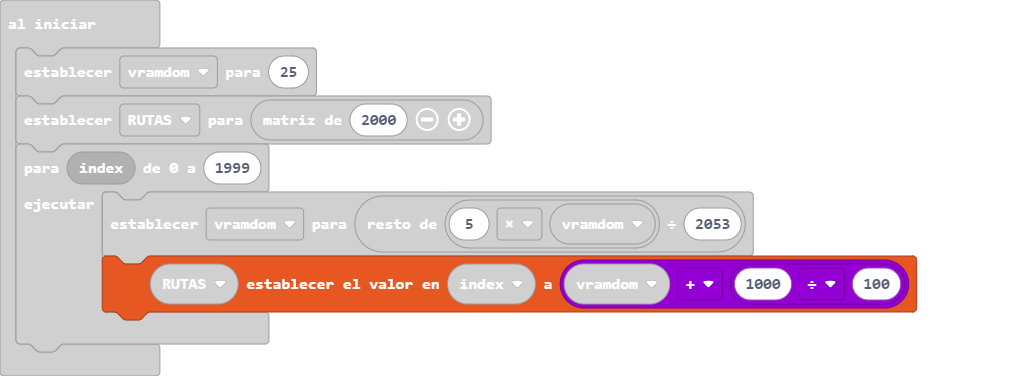 al iniciar
establecer vramdom para 25
establecer RUTAS para matriz de 2000
para index de 0 a 1999
ejecutar
establecer vramdom para resto de 5 × vramdom ÷ 2053
RUTAS establecer el valor en index a vramdom + 1000 ÷ 100